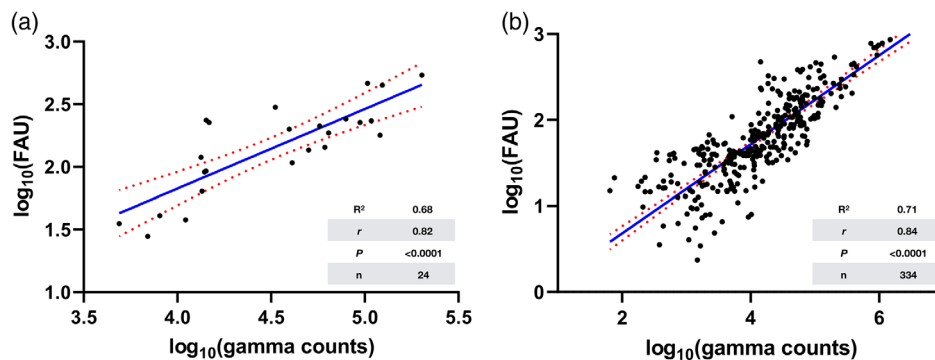 (a)
3.0
2.5
2.0
1.5
1.0
log10(FAU)
R² 0.68
r 0.82
P <0.0001
n 24
3.5 4.0 4.5 5.0 5.5
log10(gamma counts)
(b)
3
2
1
0
log10(FAU)
R² 0.71
r 0.84
P <0.0001
n 334
2 4 6
log10(gamma counts)